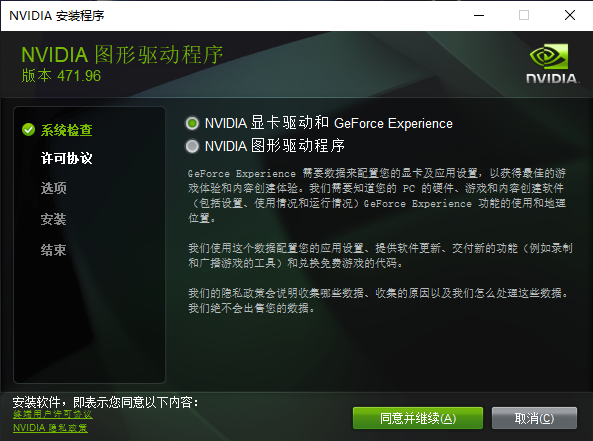 NVIDIA 安装程序
NVIDIA 图形驱动程序
版本 471.96
NVIDIA.
系统检查
许可协议
选项
安装
结束
NVIDIA 显卡驱动和 GeForce Experience
NVIDIA 图形驱动程序
GeForce Experience 需要数据来配置您的显卡及应用设置，以获得最佳的游
戏体验和内容创建体验。我们需要知道您的 PC 的硬件、游戏和内容创建软件
（包括设置、使用情况和运行情况）GeForce Experience 功能的使用和地理
位置。
我们使用这个数据配置您的应用设置、提供软件更新、交付新的功能（例如录制
和广播游戏的工具）和兑换免费游戏的代码。
我们的隐私政策会说明收集哪些数据、收集的原因以及我们怎么处理这些数据。
我们绝不会出售您的数据。
安装软件，即表示您同意以下内容：
终端用户许可协议
NVIDIA 隐私政策
同意并继续(A)
取消(C)